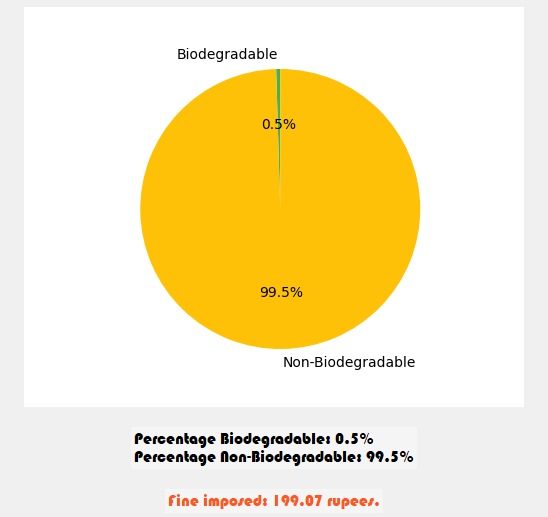 Biodegradable
0.5%
99.5%
Non-Biodegradable
Percentage Biodegradable: 0.5%
Percentage Non-Biodegradable: 99.5%
Fine imposed: 199.07 rupees.